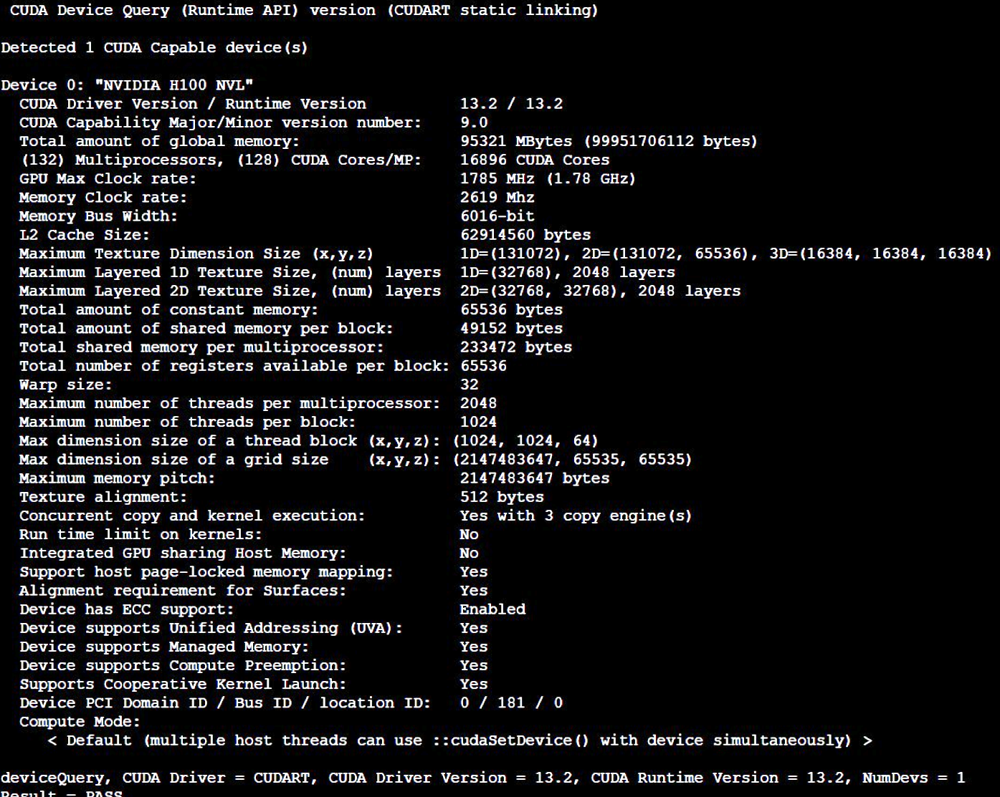 CUDA Device Query (Runtime API) version (CUDART static linking)
Detected 1 CUDA Capable device(s)
Device 0: "NVIDIA H100 NVL"
CUDA Driver Version / Runtime Version 13.2 / 13.2
CUDA Capability Major/Minor version number: 9.0
Total amount of global memory: 95321 MBytes (99951706112 bytes)
(132) Multiprocessors, (128) CUDA Cores/MP: 16896 CUDA Cores
GPU Max Clock rate: 1785 MHz (1.78 GHz)
Memory Clock rate: 2619 Mhz
Memory Bus Width: 6016-bit
L2 Cache Size: 62914560 bytes
Maximum Texture Dimension Size (x,y,z) 1D=(131072), 2D=(131072, 65536), 3D=(16384, 16384, 16384)
Maximum Layered 1D Texture Size, (num) layers 1D=(32768), 2048 layers
Maximum Layered 2D Texture Size, (num) layers 2D=(32768, 32768), 2048 layers
Total amount of constant memory: 65536 bytes
Total amount of shared memory per block: 49152 bytes
Total shared memory per multiprocessor: 233472 bytes
Total number of registers available per block: 65536
Warp size: 32
Maximum number of threads per multiprocessor: 2048
Maximum number of threads per block: 1024
Max dimension size of a thread block (x,y,z): (1024, 1024, 64)
Max dimension size of a grid size (x,y,z): (2147483647, 65535, 65535)
Maximum memory pitch: 2147483647 bytes
Texture alignment: 512 bytes
Concurrent copy and kernel execution: Yes with 3 copy engine(s)
Run time limit on kernels: No
Integrated GPU sharing Host Memory: No
Support host page-locked memory mapping: Yes
Alignment requirement for Surfaces: Yes
Device has ECC support: Enabled
Device supports Unified Addressing (UVA): Yes
Device supports Managed Memory: Yes
Device supports Compute Preemption: Yes
Supports Cooperative Kernel Launch: Yes
Device PCI Domain ID / Bus ID / location ID: 0 / 181 / 0
Compute Mode:
< Default (multiple host threads can use ::cudaSetDevice() with device simultaneously) >
deviceQuery, CUDA Driver = CUDART, CUDA Driver Version = 13.2, CUDA Runtime Version = 13.2, NumDevs = 1
Result = PASS